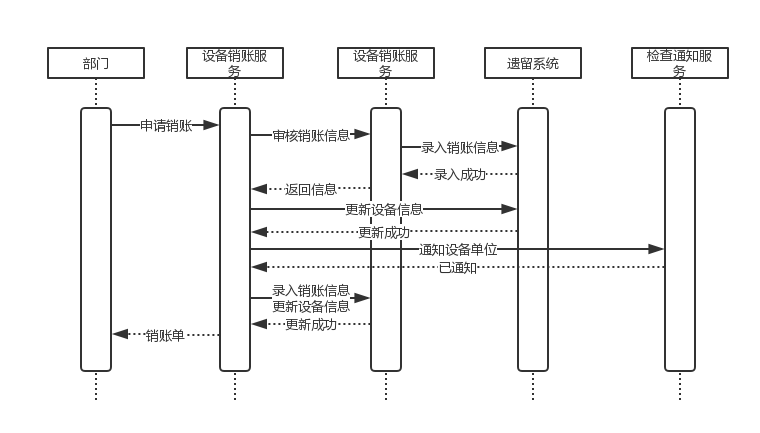 部门
设备销账服
务
设备销账服
务
遗留系统
检查通知服
务
申请销账
审核销账信息
录入销账信息
录入成功
返回信息
更新设备信息
更新成功
通知设备单位
已通知
录入销账信息
更新设备信息
更新成功
销账单